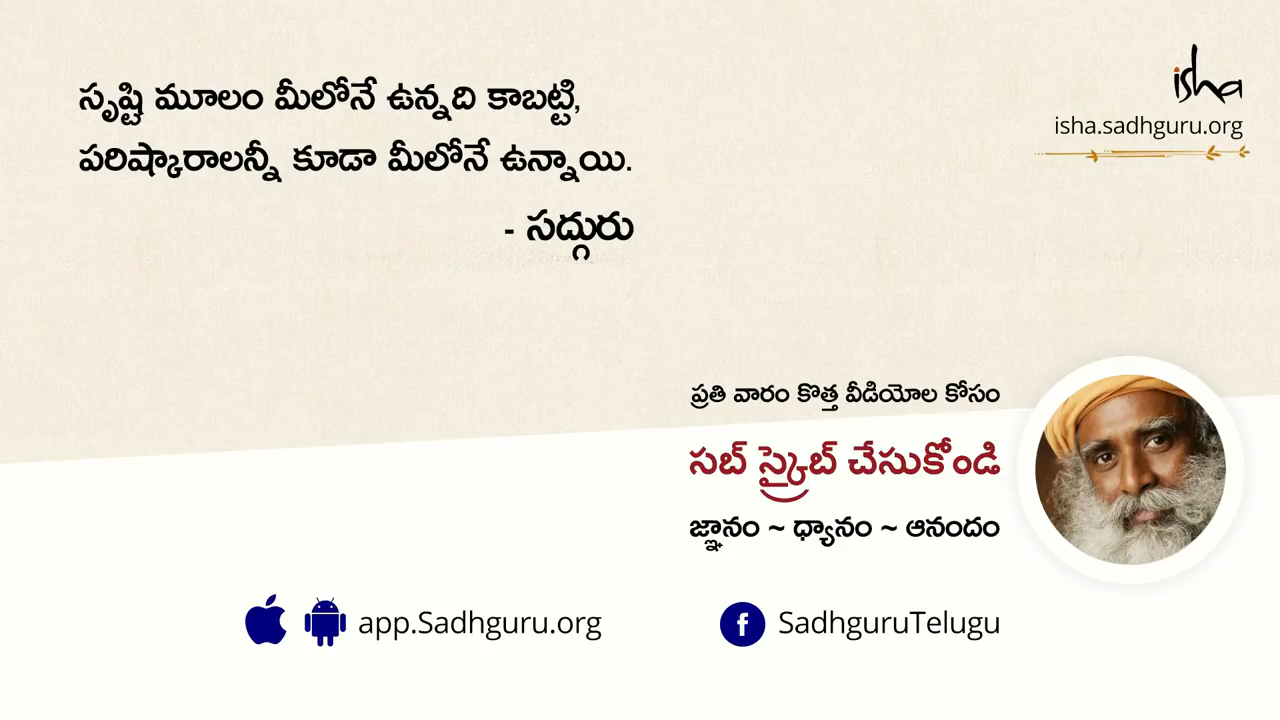 సృష్టి మూలం మీలోనే ఉన్నది కాబట్టి,
పరిష్కారాలన్నీ కూడా మీలోనే ఉన్నాయి.
- సద్గురు
isha
isha.sadhguru.org
ప్రతి వారం కొత్త వీడియోల కోసం
సబ్ స్క్రైబ్ చేసుకోండి
జ్ఞానం ~ ధ్యానం ~ ఆనందం
app.Sadhguru.org
f SadhguruTelugu